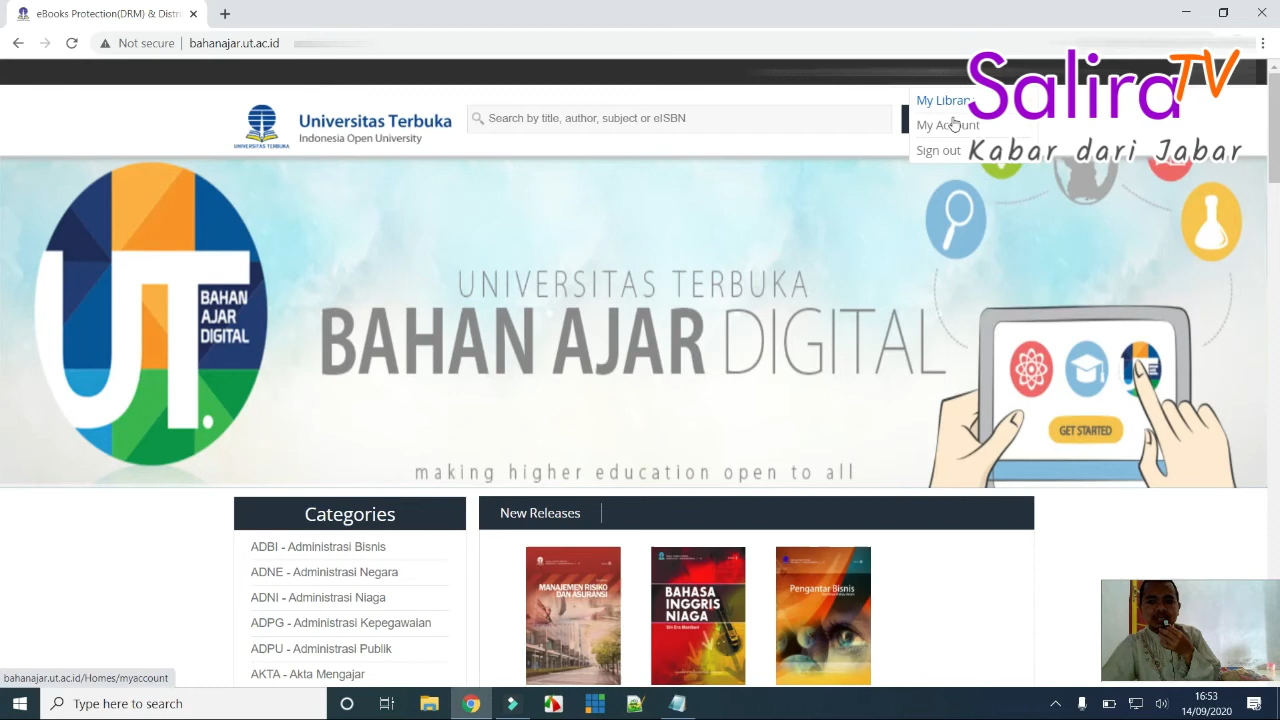 eBooks Protection(DRM) & Distri
Not secure
bahanajar.ut.ac.id
Salira TV
Kabar dari Jabar
My Library
My Account
Sign out
UNIVERSITAS TERBUKA
Universitas Terbuka
Indonesia Open University
Search by title, author, subject or eISBN
UT.
BAHAN
AJAR
DIGITAL
UNIVERSITAS TERBUKA
BAHAN AJAR DIGITAL
making higher education open to all
GET STARTED
Categories
ADBI - Administrasi Bisnis
ADNE - Administrasi Negara
ADNI - Administrasi Niaga
ADPG - Administrasi Kepegawaian
ADPU - Administrasi Publik
AKTA - Akta Mengajar
New Releases
MANAJEMEN RISIKO
DAN ASURANSI
BAHASA
INGGRIS
NIAGA
Pengantar Bisnis
bahanajar.ut.ac.id/Homes/myaccount
Type here to search
16:53
14/09/2020